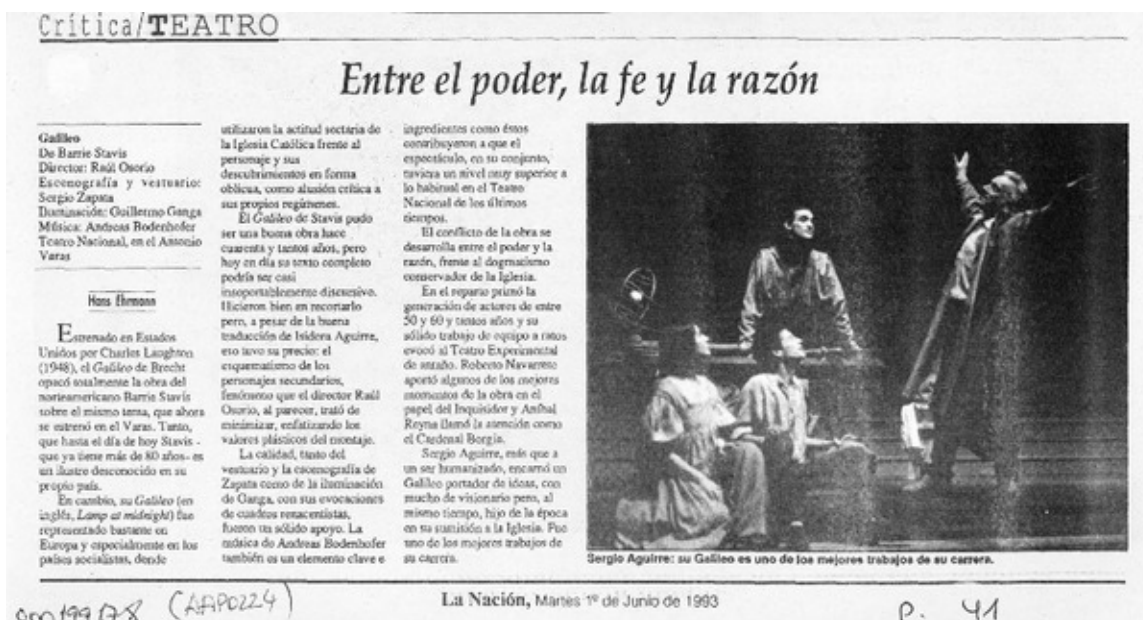 Crítica/TEATRO
Entre el poder, la fe y la razón
Galileo
De Barrie Stavis
Director: Raúl Osorio
Escenografía y vestuario:
Sergio Zapata
Iluminación: Guillermo Ganga
Música: Andreas Bodenhofer
Teatro Nacional, en el Antonio
Varas
Hans Ehrmann
Estrenado en Estados
Unidos por Charles Laughton
(1948), el Galileo de Brecht
opacó totalmente la obra del
norteamericano Barrie Stavis
sobre el mismo tema, que ahora
se estrenó en el Varas. Tanto,
que hasta el día de hoy Stavis -
que ya tiene más de 80 años- es
un ilustre desconocido en su
propio país.
En cambio, su Galileo (en
inglés, Lamp at midnight) fue
representado bastante en
Europa y especialmente en los
países socialistas, donde
utilizaron la actitud sectaria de
la Iglesia Católica frente al
personaje y sus
descubrimientos en forma
oblicua, como alusión crítica a
sus propios regímenes.
El Galileo de Stavis pudo
ser una buena obra hace
cuarenta y tantos años, pero
hoy en día su texto completo
podría ser casi
insoportablemente discursivo.
Hicieron bien en recortarlo
pero, a pesar de la buena
traducción de Isidora Aguirre,
eso tuvo su precio: el
esquematismo de los
personajes secundarios,
fenómeno que el director Raúl
Osorio, al parecer, trató de
minimizar, enfatizando los
valores plásticos del montaje.
La calidad, tanto del
vestuario y la escenografía de
Zapata como de la iluminación
de Ganga, con sus evocaciones
de cuadros renacentistas,
fueron un sólido apoyo. La
música de Andreas Bodenhofer
también es un elemento clave e
ingredientes como éstos
contribuyeron a que el
espectáculo, en su conjunto,
tuviera un nivel muy superior a
lo habitual en el Teatro
Nacional de los últimos
tiempos.
El conflicto de la obra se
desarrolla entre el poder y la
razón, frente al dogmatismo
conservador de la Iglesia.
En el reparto primó la
generación de actores de entre
50 y 60 y tantos años y su
sólido trabajo de equipo a ratos
evocó al Teatro Experimental
de antaño. Roberto Navarrete
aportó algunos de los mejores
momentos de la obra en el
papel del Inquisidor y Aníbal
Reyna llamó la atención como
el Cardenal Borgia.
Sergio Aguirre, más que a
un ser humanizado, encarnó un
Galileo portador de ideas, con
mucho de visionario pero, al
mismo tiempo, hijo de la época
en su sumisión a la Iglesia. Fue
uno de los mejores trabajos de
su carrera.
Sergio Aguirre: su Galileo es uno de los mejores trabajos de su carrera.
(AAP0224)
La Nación, Martes 1º de Junio de 1993
P. 41